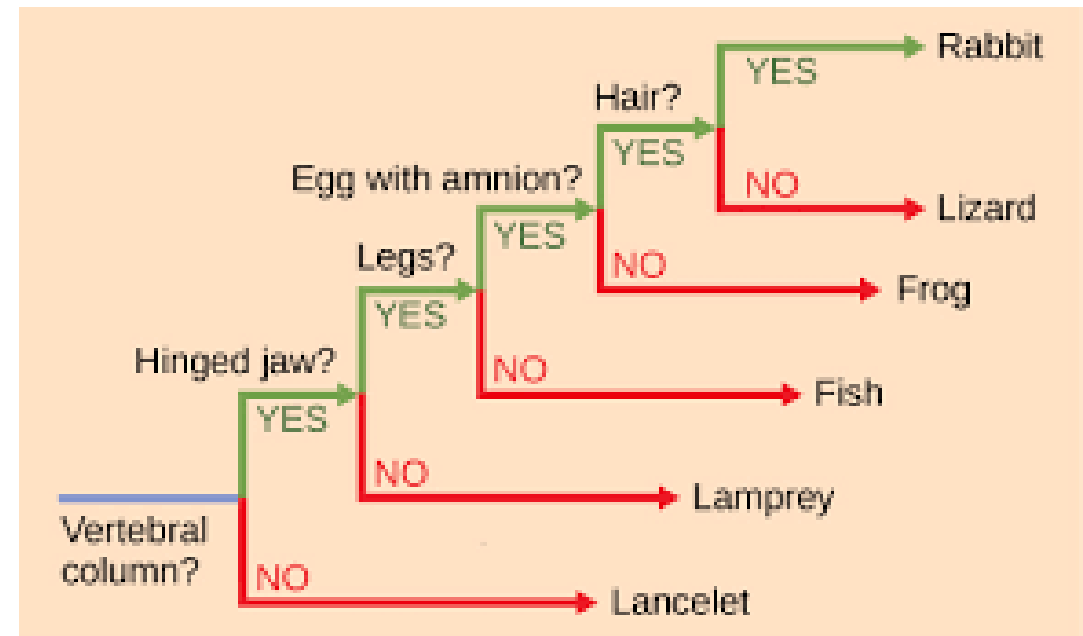 Rabbit
YES
Hair?
YES
NO
Lizard
Egg with amnion?
YES
NO
Frog
Legs?
YES
NO
Fish
Hinged jaw?
YES
NO
Lamprey
Vertebral
column?
NO
Lancelet